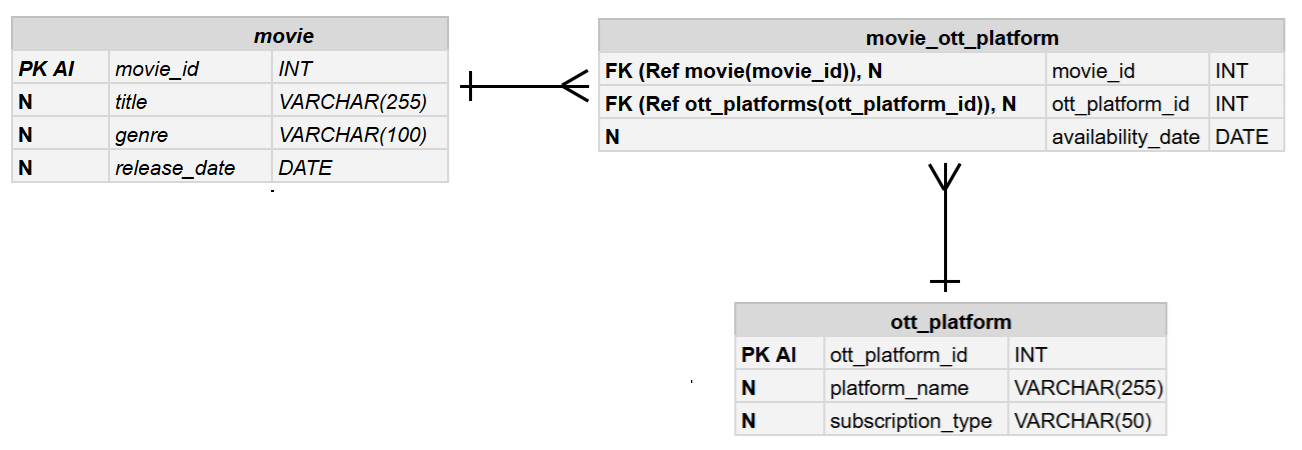 movie
PK AI movie_id INT
N title VARCHAR(255)
N genre VARCHAR(100)
N release_date DATE
movie_ott_platform
FK (Ref movie(movie_id)), N movie_id INT
FK (Ref ott_platforms(ott_platform_id)), N ott_platform_id INT
N availability_date DATE
ott_platform
PK AI ott_platform_id INT
N platform_name VARCHAR(255)
N subscription_type VARCHAR(50)